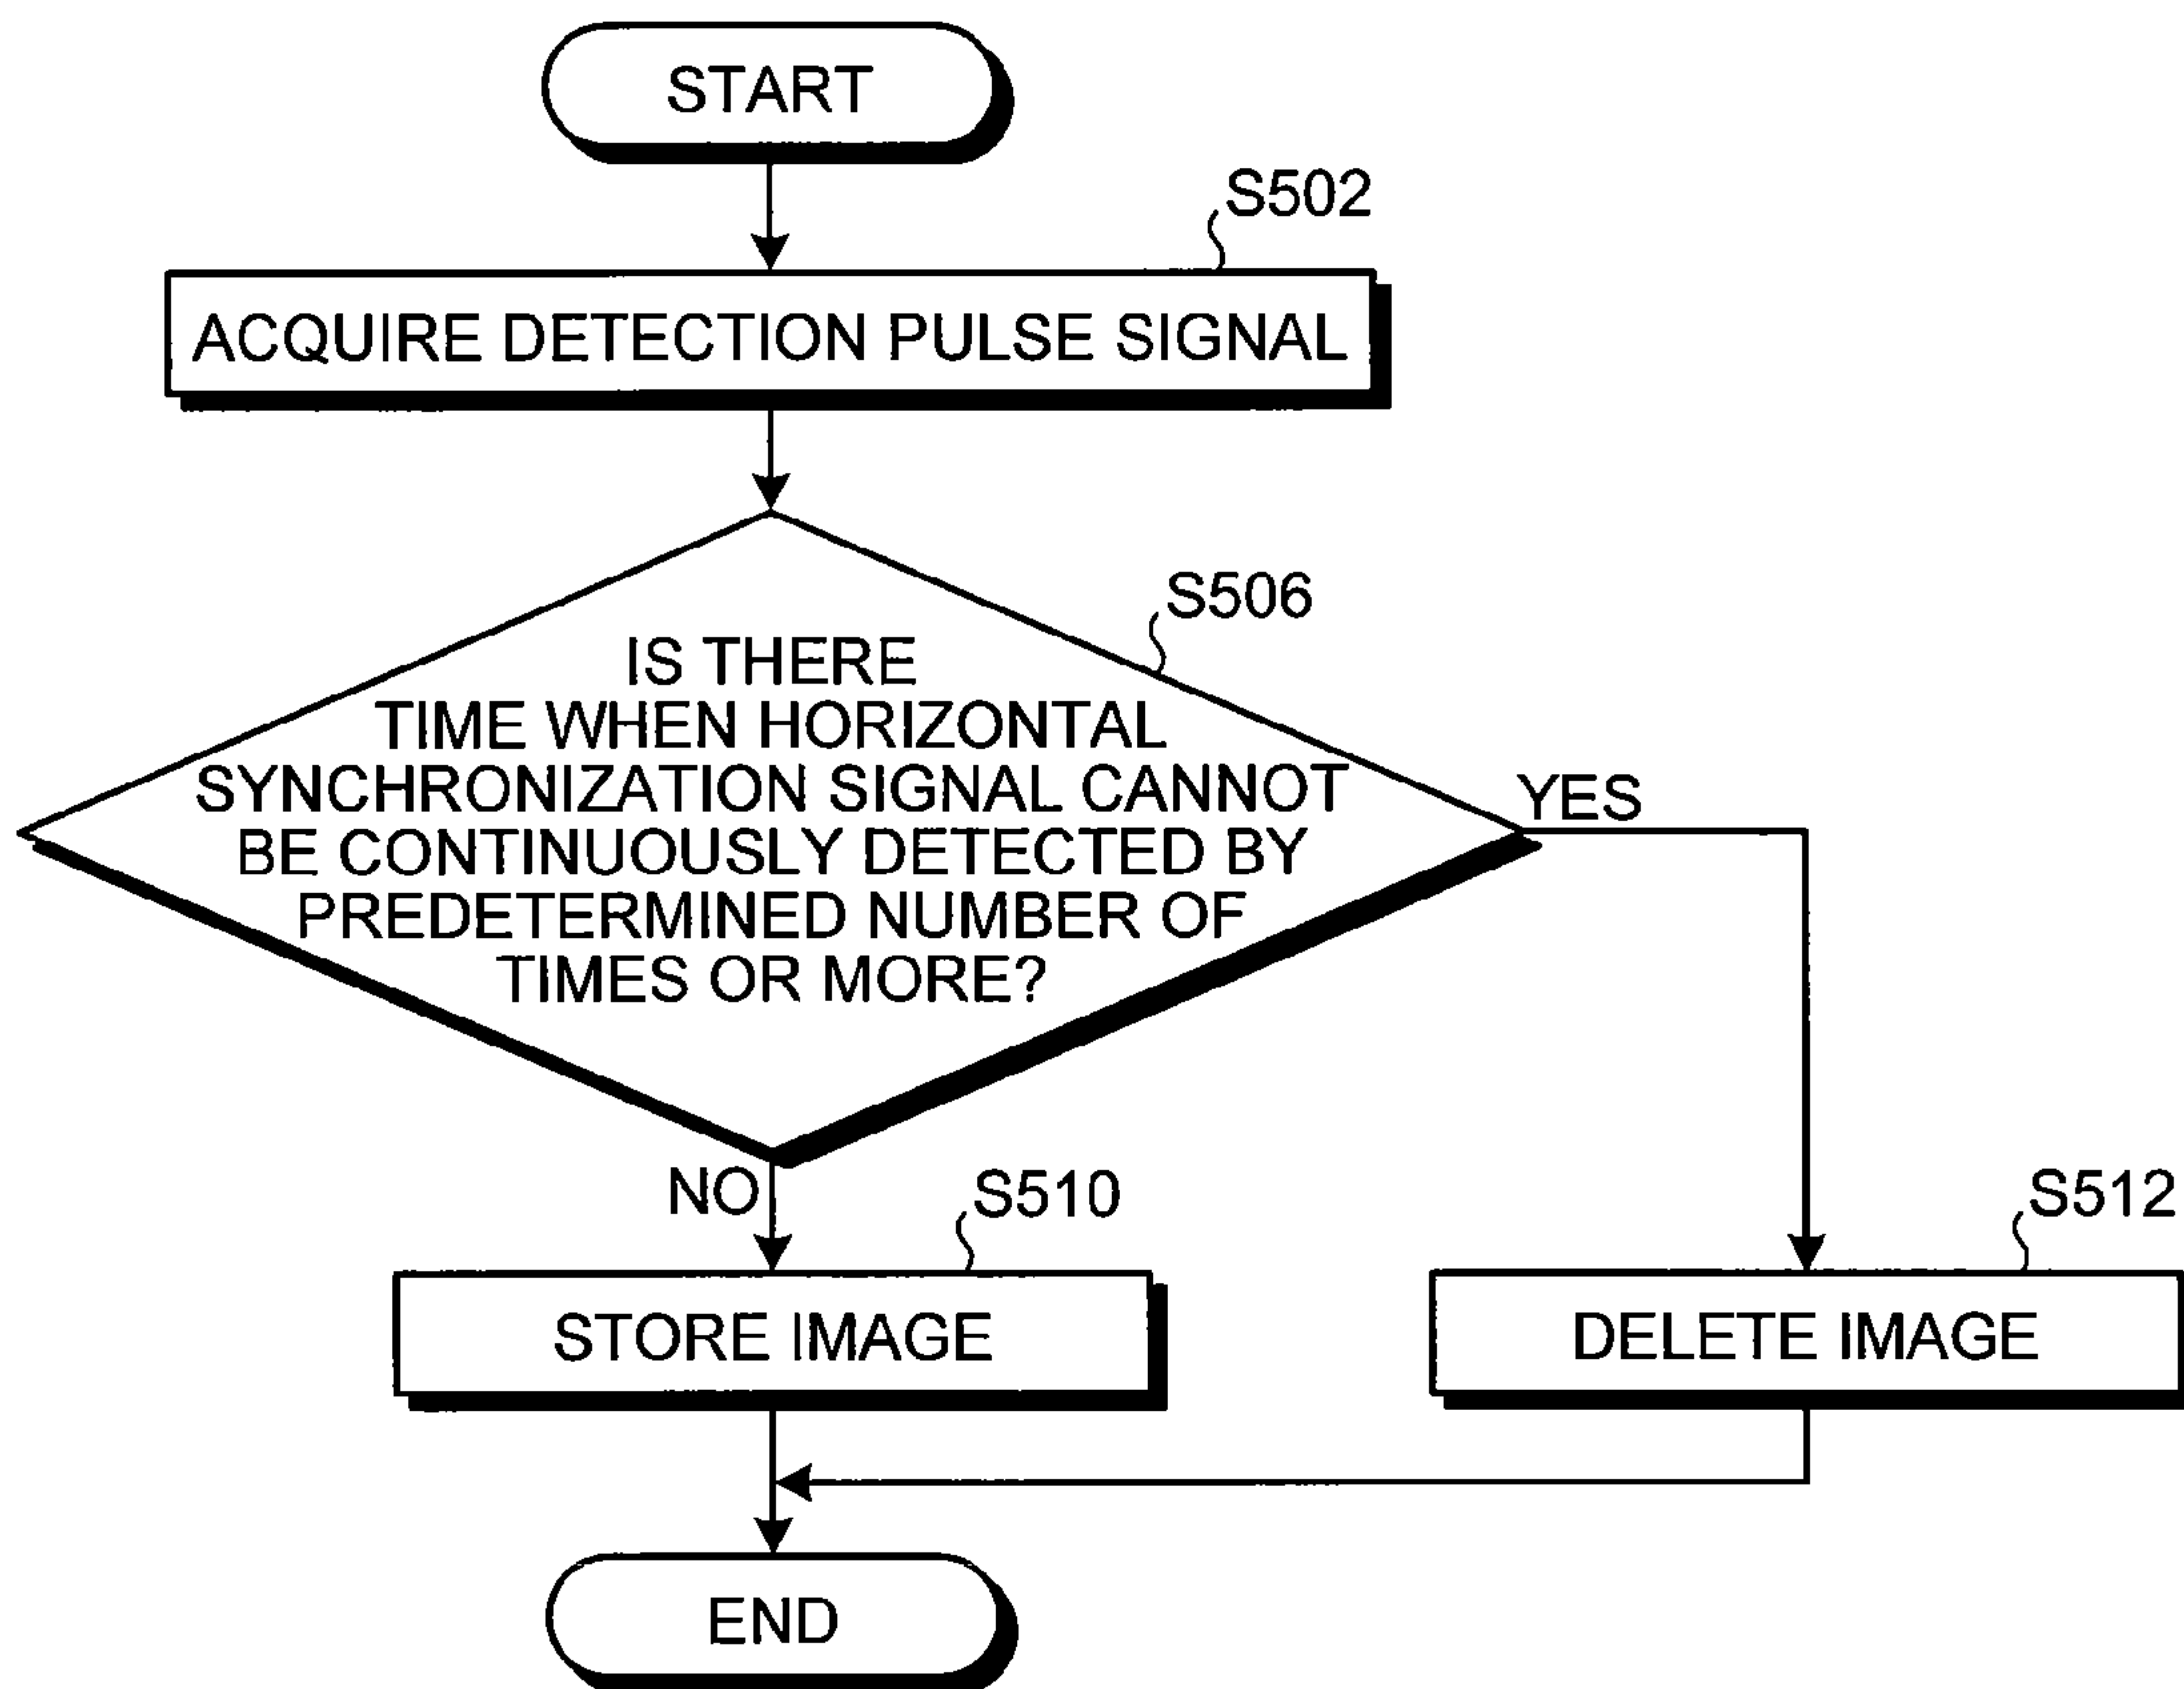 START
S502
ACQUIRE DETECTION PULSE SIGNAL
S506
IS THERE
TIME WHEN HORIZONTAL
SYNCHRONIZATION SIGNAL CANNOT
BE CONTINUOUSLY DETECTED BY
PREDETERMINED NUMBER OF
TIMES OR MORE?
YES
NO
S510
S512
STORE IMAGE
DELETE IMAGE
END